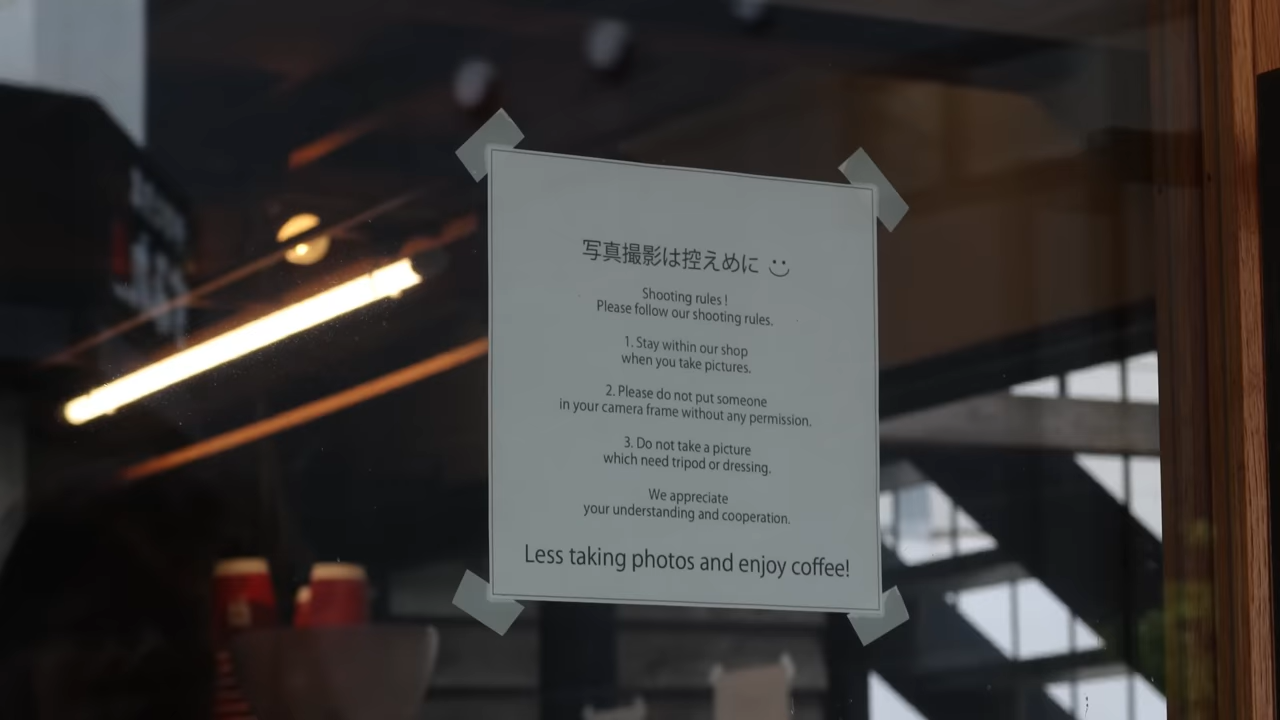 写真撮影は控えめに
Shooting rules !
Please follow our shooting rules.
1. Stay within our shop
when you take pictures.
2. Please do not put someone
in your camera frame without any permission.
3. Do not take a picture
which need tripod or dressing.
We appreciate
your understanding and cooperation.
Less taking photos and enjoy coffee!